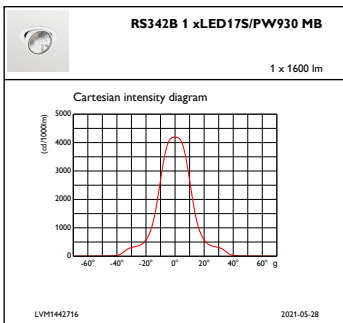 RS342B 1 xLED17S/PW930 MB
1 x 1600 lm
Cartesian intensity diagram
(cd/1000lm)
5000
4000
3000
2000
1000
0
-60° -40° -20° 0° 20° 40° 60° g
LVM1442716 2021-05-28